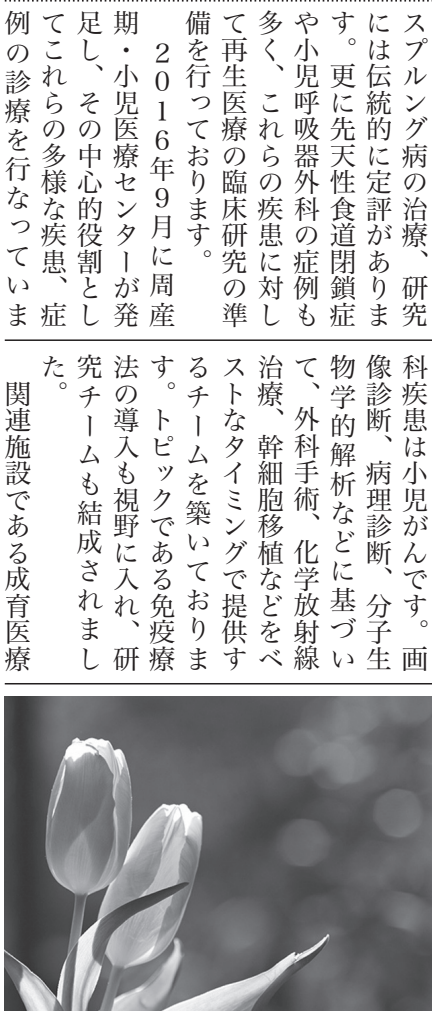 スプルング病の治療、研究
には伝統的に定評がありま
す。更に先天性食道閉鎖症
や小児呼吸器外科の症例も
多く、これらの疾患に対し
て再生医療の臨床研究の準
備を行っております。
2016年9月に周産
期・小児医療センターが発
足し、その中心的役割とし
てこれらの多様な疾患、症
例の診療を行なっていま
科疾患は小児がんです。画
像診断、病理診断、分子生
物学的解析などに基づい
て、外科手術、化学放射線
治療、幹細胞移植などをベ
ストなタイミングで提供す
るチームを築いておりま
す。トピックである免疫療
法の導入も視野に入れ、研
究チームも結成されまし
た。
関連施設である成育医療